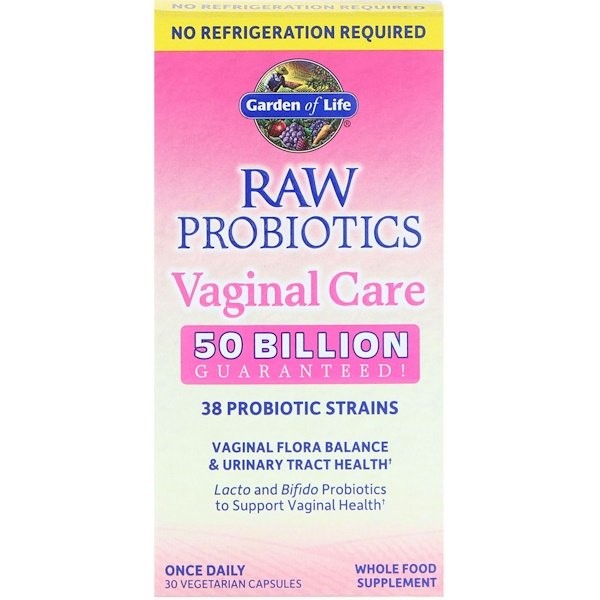 NO REFRIGERATION REQUIRED
Garden of Life®
RAW
PROBIOTICS
Vaginal Care
50 BILLION
GUARANTEED!
38 PROBIOTIC STRAINS
VAGINAL FLORA BALANCE
& URINARY TRACT HEALTH†
Lacto and Bifido Probiotics
to Support Vaginal Health†
ONCE DAILY
30 VEGETARIAN CAPSULES
WHOLE FOOD
SUPPLEMENT